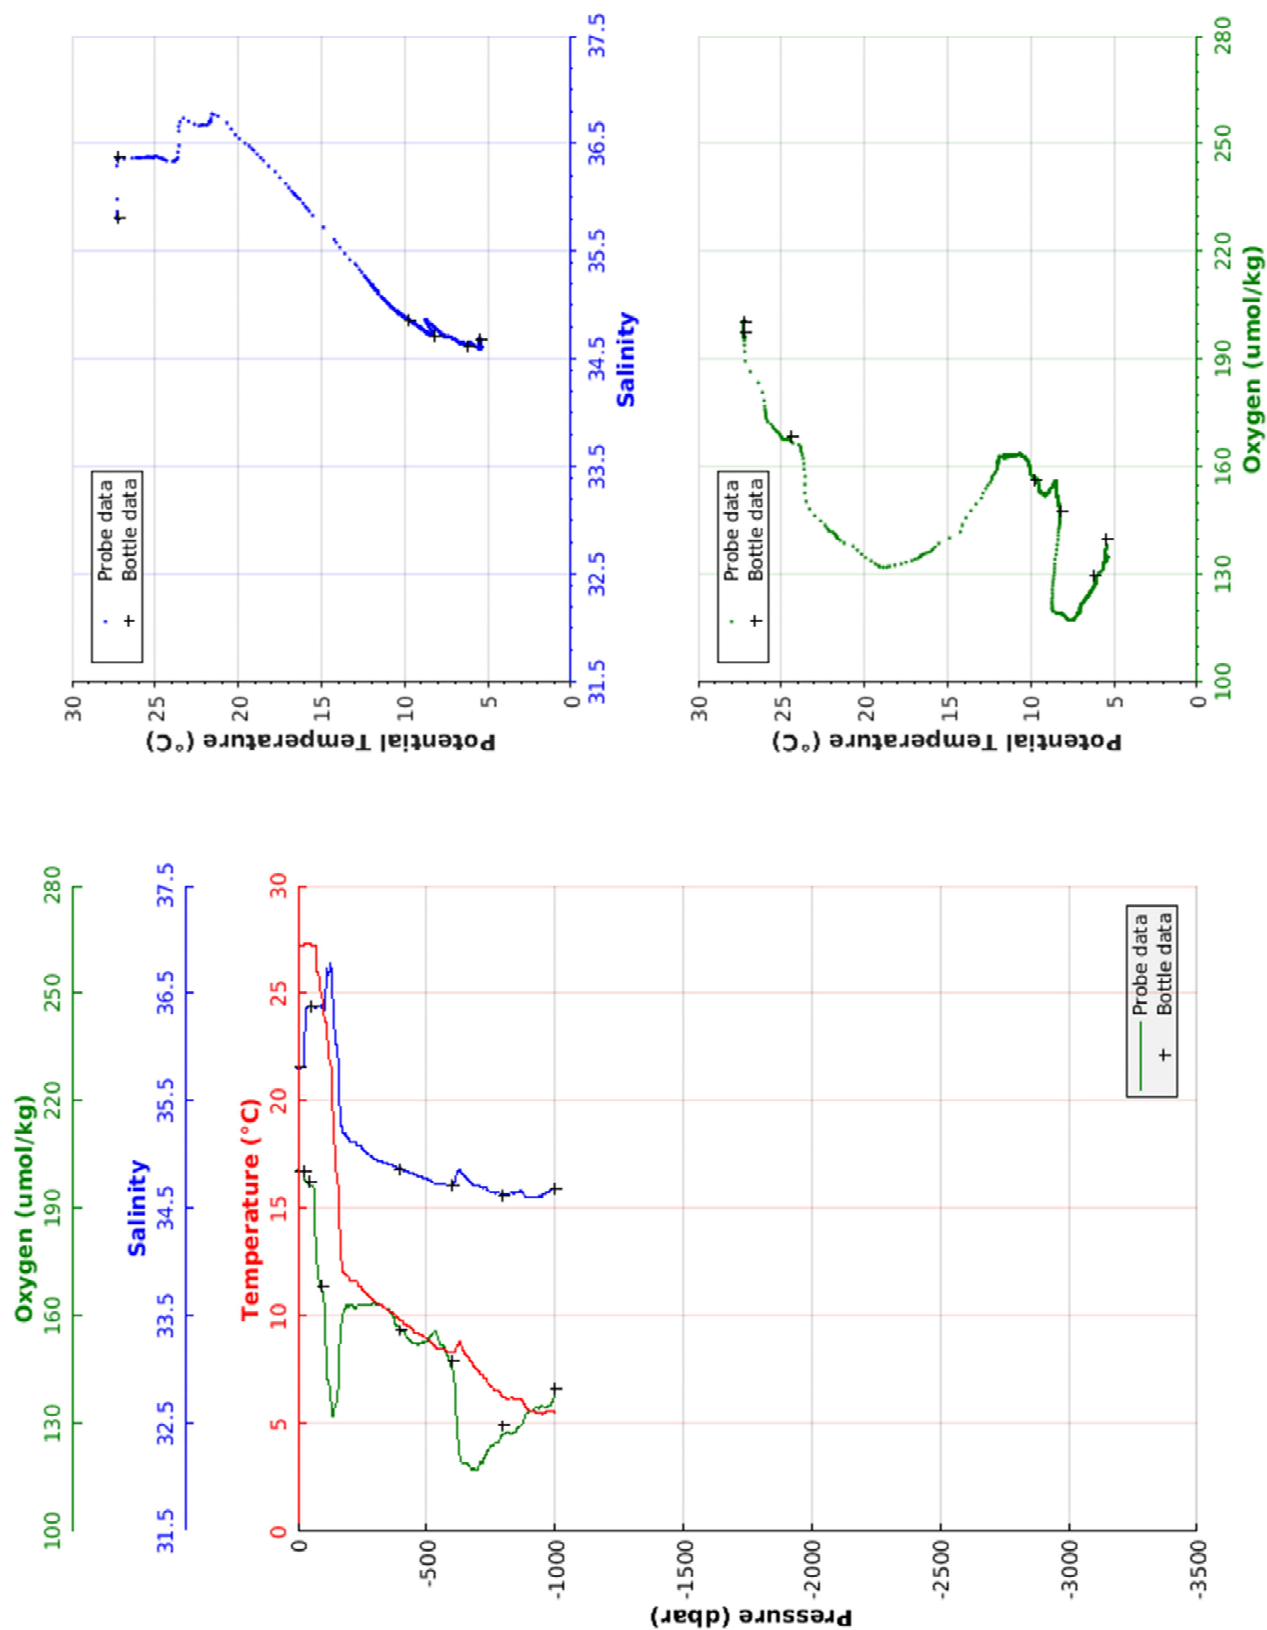 Oxygen (umol/kg)
100 130 160 190 220 250 280
Salinity
31.5 32.5 33.5 34.5 35.5 36.5 37.5
Temperature (°C)
0 5 10 15 20 25 30
0
-500
-1000
-1500
-2000
-2500
-3000
-3500
Pressure (dbar)
Probe data
Bottle data
30
25
20
15
10
5
0
Potential Temperature (°C)
Probe data
Bottle data
31.5 32.5 33.5 34.5 35.5 36.5 37.5
Salinity
30
25
20
15
10
5
0
Potential Temperature (°C)
Probe data
Bottle data
100 130 160 190 220 250 280
Oxygen (umol/kg)